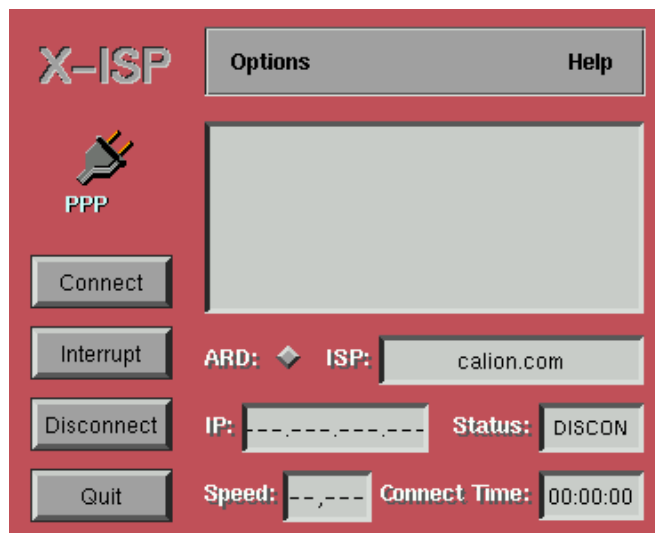 X-ISP
Options Help
PPP
Connect
Interrupt
ARD: ISP: calion.com
Disconnect
IP: ---.---.---.--- Status: DISCON
Quit
Speed: --,--- Connect Time: 00:00:00